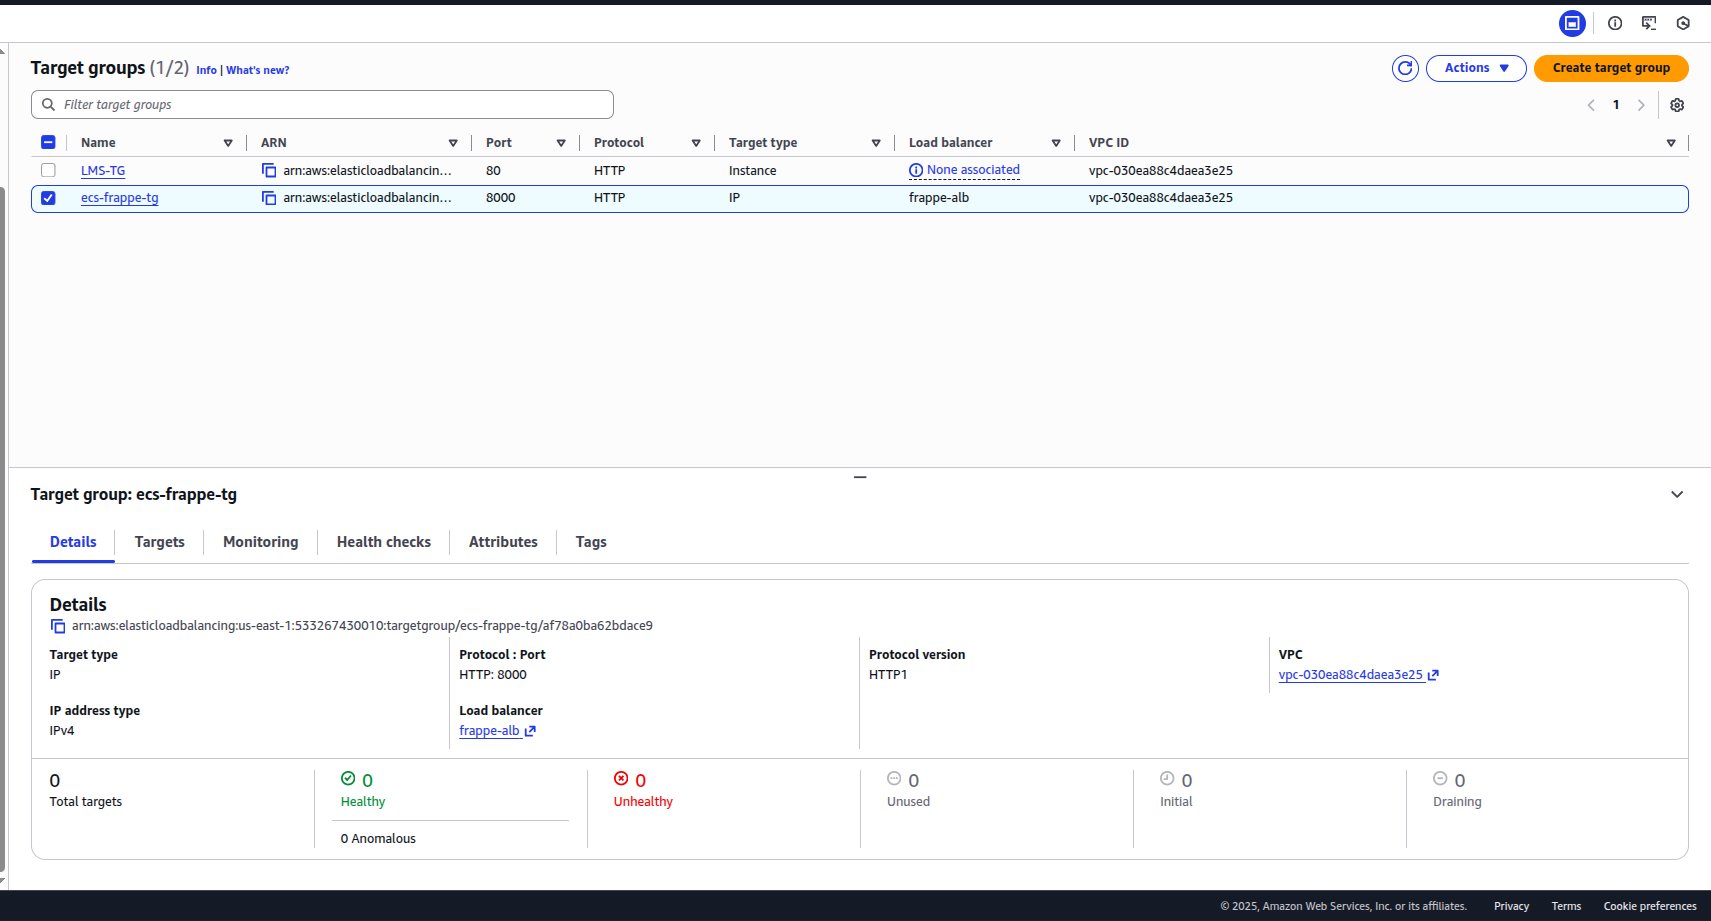 Target groups (1/2) Info | What's new?
Actions
Create target group
Filter target groups
1
Name ARN Port Protocol Target type Load balancer VPC ID
LMS-TG arn:aws:elasticloadbalancin... 80 HTTP Instance None associated vpc-030ea88c4daea3e25
ecs-frappe-tg arn:aws:elasticloadbalancin... 8000 HTTP IP frappe-alb vpc-030ea88c4daea3e25
Target group: ecs-frappe-tg
Details Targets Monitoring Health checks Attributes Tags
Details
arn:aws:elasticloadbalancing:us-east-1:533267430010:targetgroup/ecs-frappe-tg/af78a0ba62bdace9
Target type
IP
Protocol : Port
HTTP: 8000
Protocol version
HTTP1
VPC
vpc-030ea88c4daea3e25
IP address type
IPv4
Load balancer
frappe-alb
0
Total targets
0
Healthy
0 Anomalous
0
Unhealthy
0
Unused
0
Initial
0
Draining
© 2025, Amazon Web Services, Inc. or its affiliates. Privacy Terms Cookie preferences